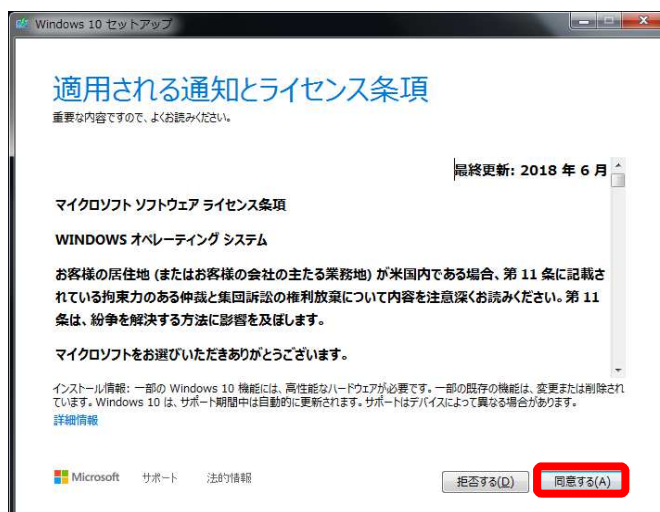 Windows 10 セットアップ
適用される通知とライセンス条項
重要な内容ですので、よくお読みください。
最終更新: 2018 年 6 月
マイクロソフト ソフトウェア ライセンス条項
WINDOWS オペレーティング システム
お客様の居住地 (またはお客様の会社の主たる業務地) が米国内である場合、第 11 条に記載さ
れている拘束力のある仲裁と集団訴訟の権利放棄について内容を注意深くお読みください。第 11
条は、紛争を解決する方法に影響を及ぼします。
マイクロソフトをお選びいただきありがとうございます。
インストール情報: 一部の Windows 10 機能には、高性能なハードウェアが必要です。一部の既存の機能は、変更または削除され
ています。Windows 10 は、サポート期間中は自動的に更新されます。サポートはデバイスによって異なる場合があります。
詳細情報
Microsoft サポート 法的情報 拒否する(D) 同意する(A)